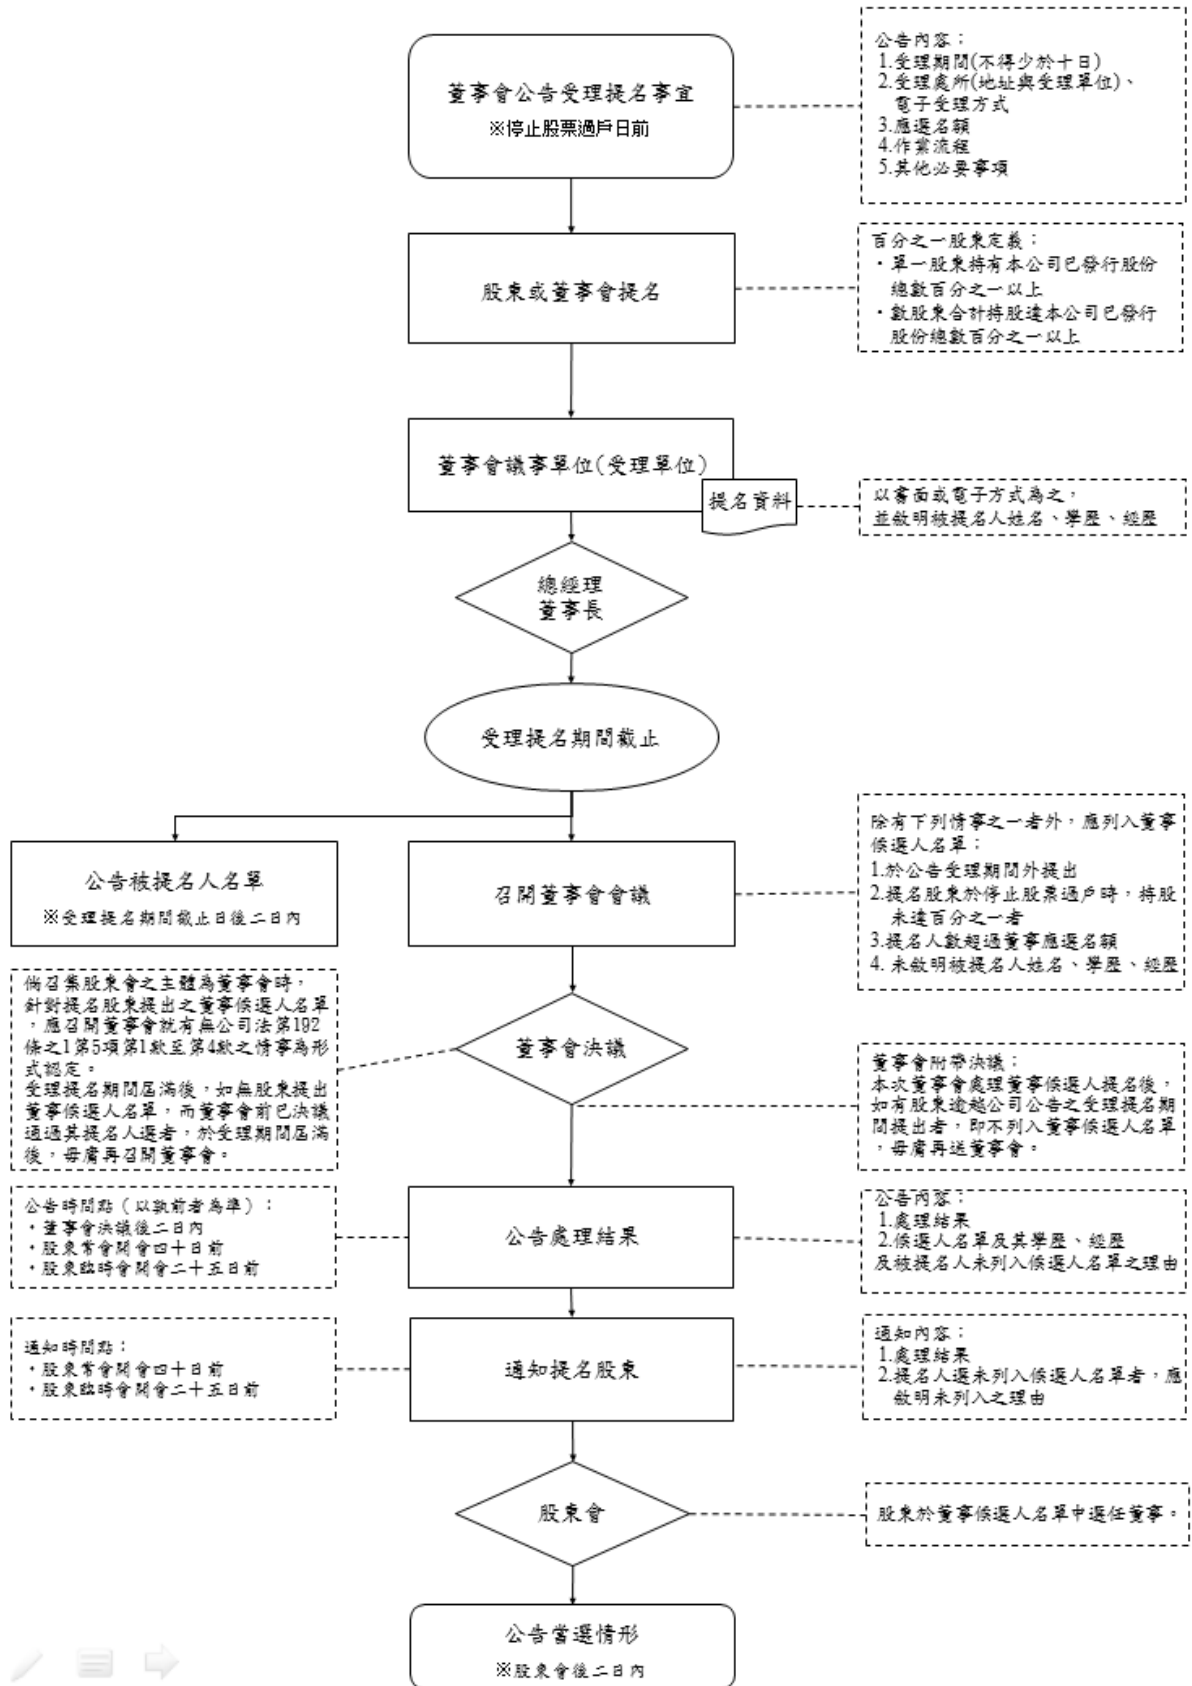 董事會公告受理提名事宜
※停止股票過戶日前
公告內容：
1.受理期間(不得少於十日)
2.受理處所(地址與受理單位)、
電子受理方式
3.應選名額
4.作業流程
5.其他必要事項
股東或董事會提名
百分之一股東定義：
・單一股東持有本公司已發行股份
總數百分之一以上
・數股東合計持股達本公司已發行
股份總數百分之一以上
董事會議事單位(受理單位)
提名資料
以書面或電子方式為之，
並敘明被提名人姓名、學歷、經歷
總經理
董事長
受理提名期間截止
公告被提名人名單
※受理提名期間截止日後二日內
召開董事會會議
除有下列情事之一者外，應列入董事
候選人名單：
1.於公告受理期間外提出
2.提名股東於停止股票過戶時，持股
未達百分之一者
3.提名人數超過董事應選名額
4. 未敘明被提名人姓名、學歷、經歷
倘召集股東會之主體為董事會時，
針對提名股東提出之董事候選人名單
，應召開董事會就有無公司法第192
條之1第5項第1款至第4款之情事為形
式認定。
受理提名期間屆滿後，如無股東提出
董事候選人名單，而董事會前已決議
通過其提名人選者，於受理期間屆滿
後，毋庸再召開董事會。
董事會決議
董事會附帶決議：
本次董事會處理董事候選人提名後，
如有股東逾越公司公告之受理提名期
間提出者，即不列入董事候選人名單
，毋庸再送董事會。
公告時間點（以孰前者為準）：
・董事會決議後二日內
・股東常會開會四十日前
・股東臨時會開會二十五日前
公告處理結果
公告內容：
1.處理結果
2.候選人名單及其學歷、經歷
及被提名人未列入候選人名單之理由
通知時間點：
・股東常會開會四十日前
・股東臨時會開會二十五日前
通知提名股東
通知內容：
1.處理結果
2.提名人選未列入候選人名單者，應
敘明未列入之理由
股東會
股東於董事候選人名單中選任董事。
公告當選情形
※股東會後二日內